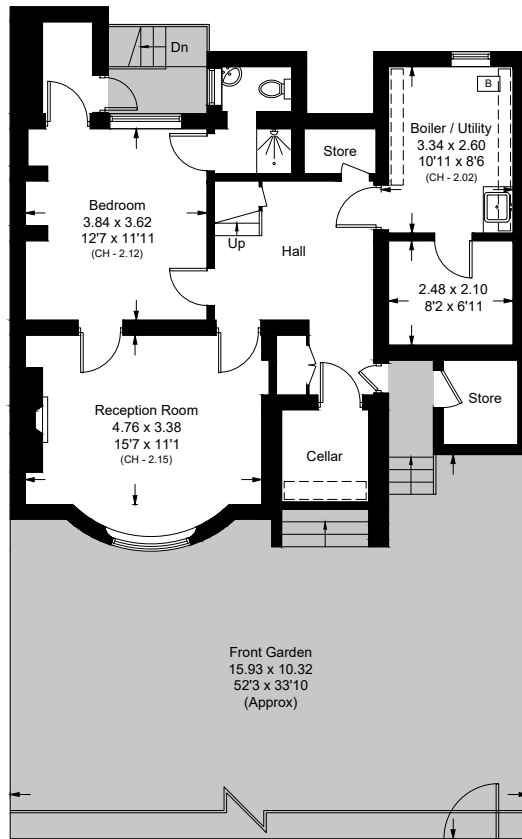 Dn
B
Boiler / Utility
3.34 x 2.60
10'11 x 8'6
(CH - 2.02)
Store
Bedroom
3.84 x 3.62
12'7 x 11'11
(CH - 2.12)
Up
Hall
2.48 x 2.10
8'2 x 6'11
Reception Room
4.76 x 3.38
15'7 x 11'1
(CH - 2.15)
Store
Cellar
Front Garden
15.93 x 10.32
52'3 x 33'10
(Approx)